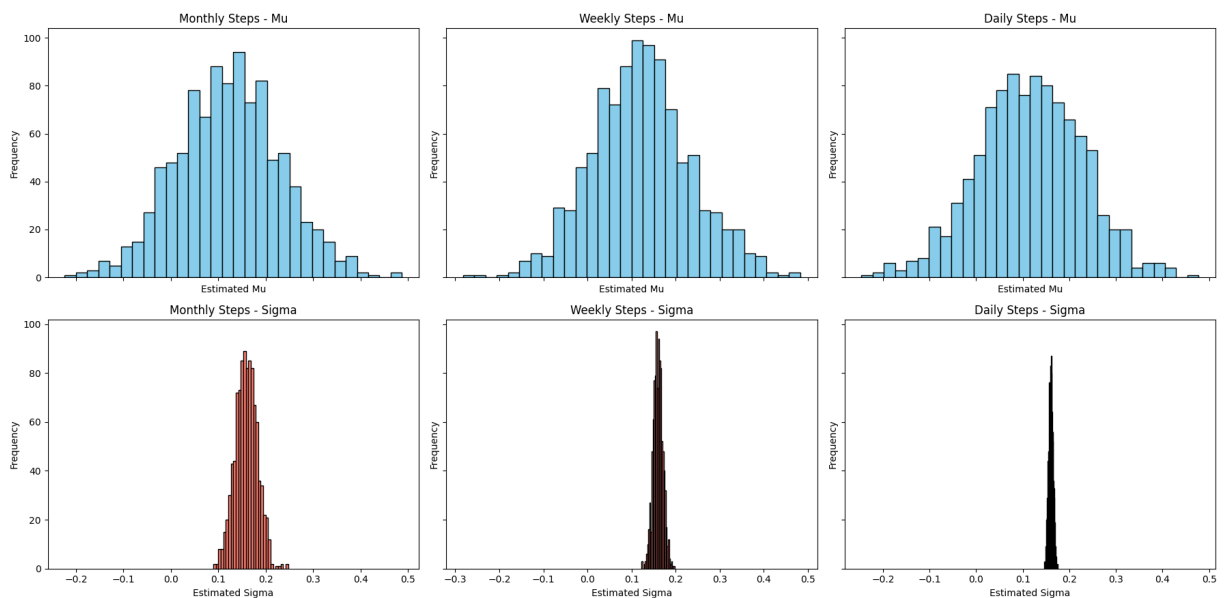 Monthly Steps - Mu
Weekly Steps - Mu
Daily Steps - Mu
100
80
60
40
20
0
Frequency
Frequency
Frequency
Estimated Mu
Estimated Mu
Estimated Mu
Monthly Steps - Sigma
Weekly Steps - Sigma
Daily Steps - Sigma
100
80
60
40
20
0
Frequency
Frequency
Frequency
−0.2 −0.1 0.0 0.1 0.2 0.3 0.4 0.5
−0.3 −0.2 −0.1 0.0 0.1 0.2 0.3 0.4 0.5
−0.2 −0.1 0.0 0.1 0.2 0.3 0.4 0.5
Estimated Sigma
Estimated Sigma
Estimated Sigma